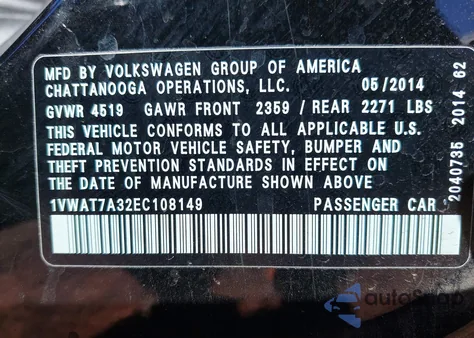 MFD BY VOLKSWAGEN GROUP OF AMERICA
CHATTANOOGA OPERATIONS, LLC. 05/2014
GVWR 4519 GAWR FRONT 2359 / REAR 2271 LBS
THIS VEHICLE CONFORMS TO ALL APPLICABLE U.S.
FEDERAL MOTOR VEHICLE SAFETY, BUMPER AND
THEFT PREVENTION STANDARDS IN EFFECT ON
THE DATE OF MANUFACTURE SHOWN ABOVE
1VWAT7A32EC108149 PASSENGER CAR
2040735 2014 62
autoSnap